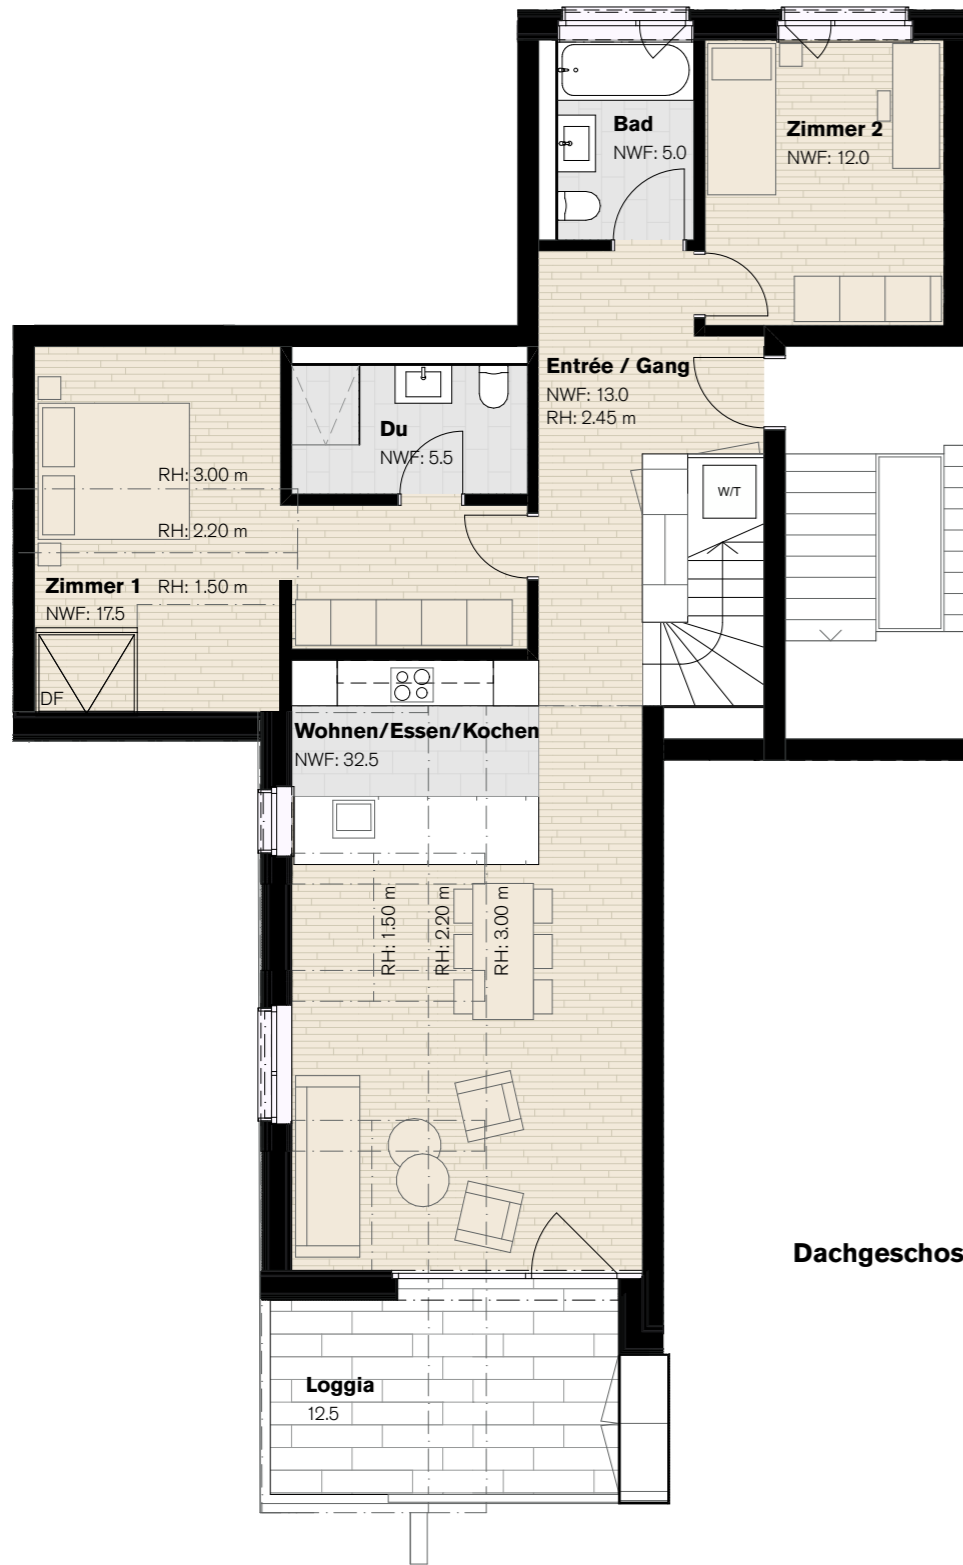 Bad
NWF: 5.0
Zimmer 2
NWF: 12.0
Entrée / Gang
NWF: 13.0
RH: 2.45 m
Du
NWF: 5.5
RH: 3.00 m
RH: 2.20 m
Zimmer 1
RH: 1.50 m
NWF: 17.5
DF
W/T
Wohnen/Essen/Kochen
NWF: 32.5
RH: 1.50 m
RH: 2.20 m
RH: 3.00 m
Dachgeschos
Loggia
12.5